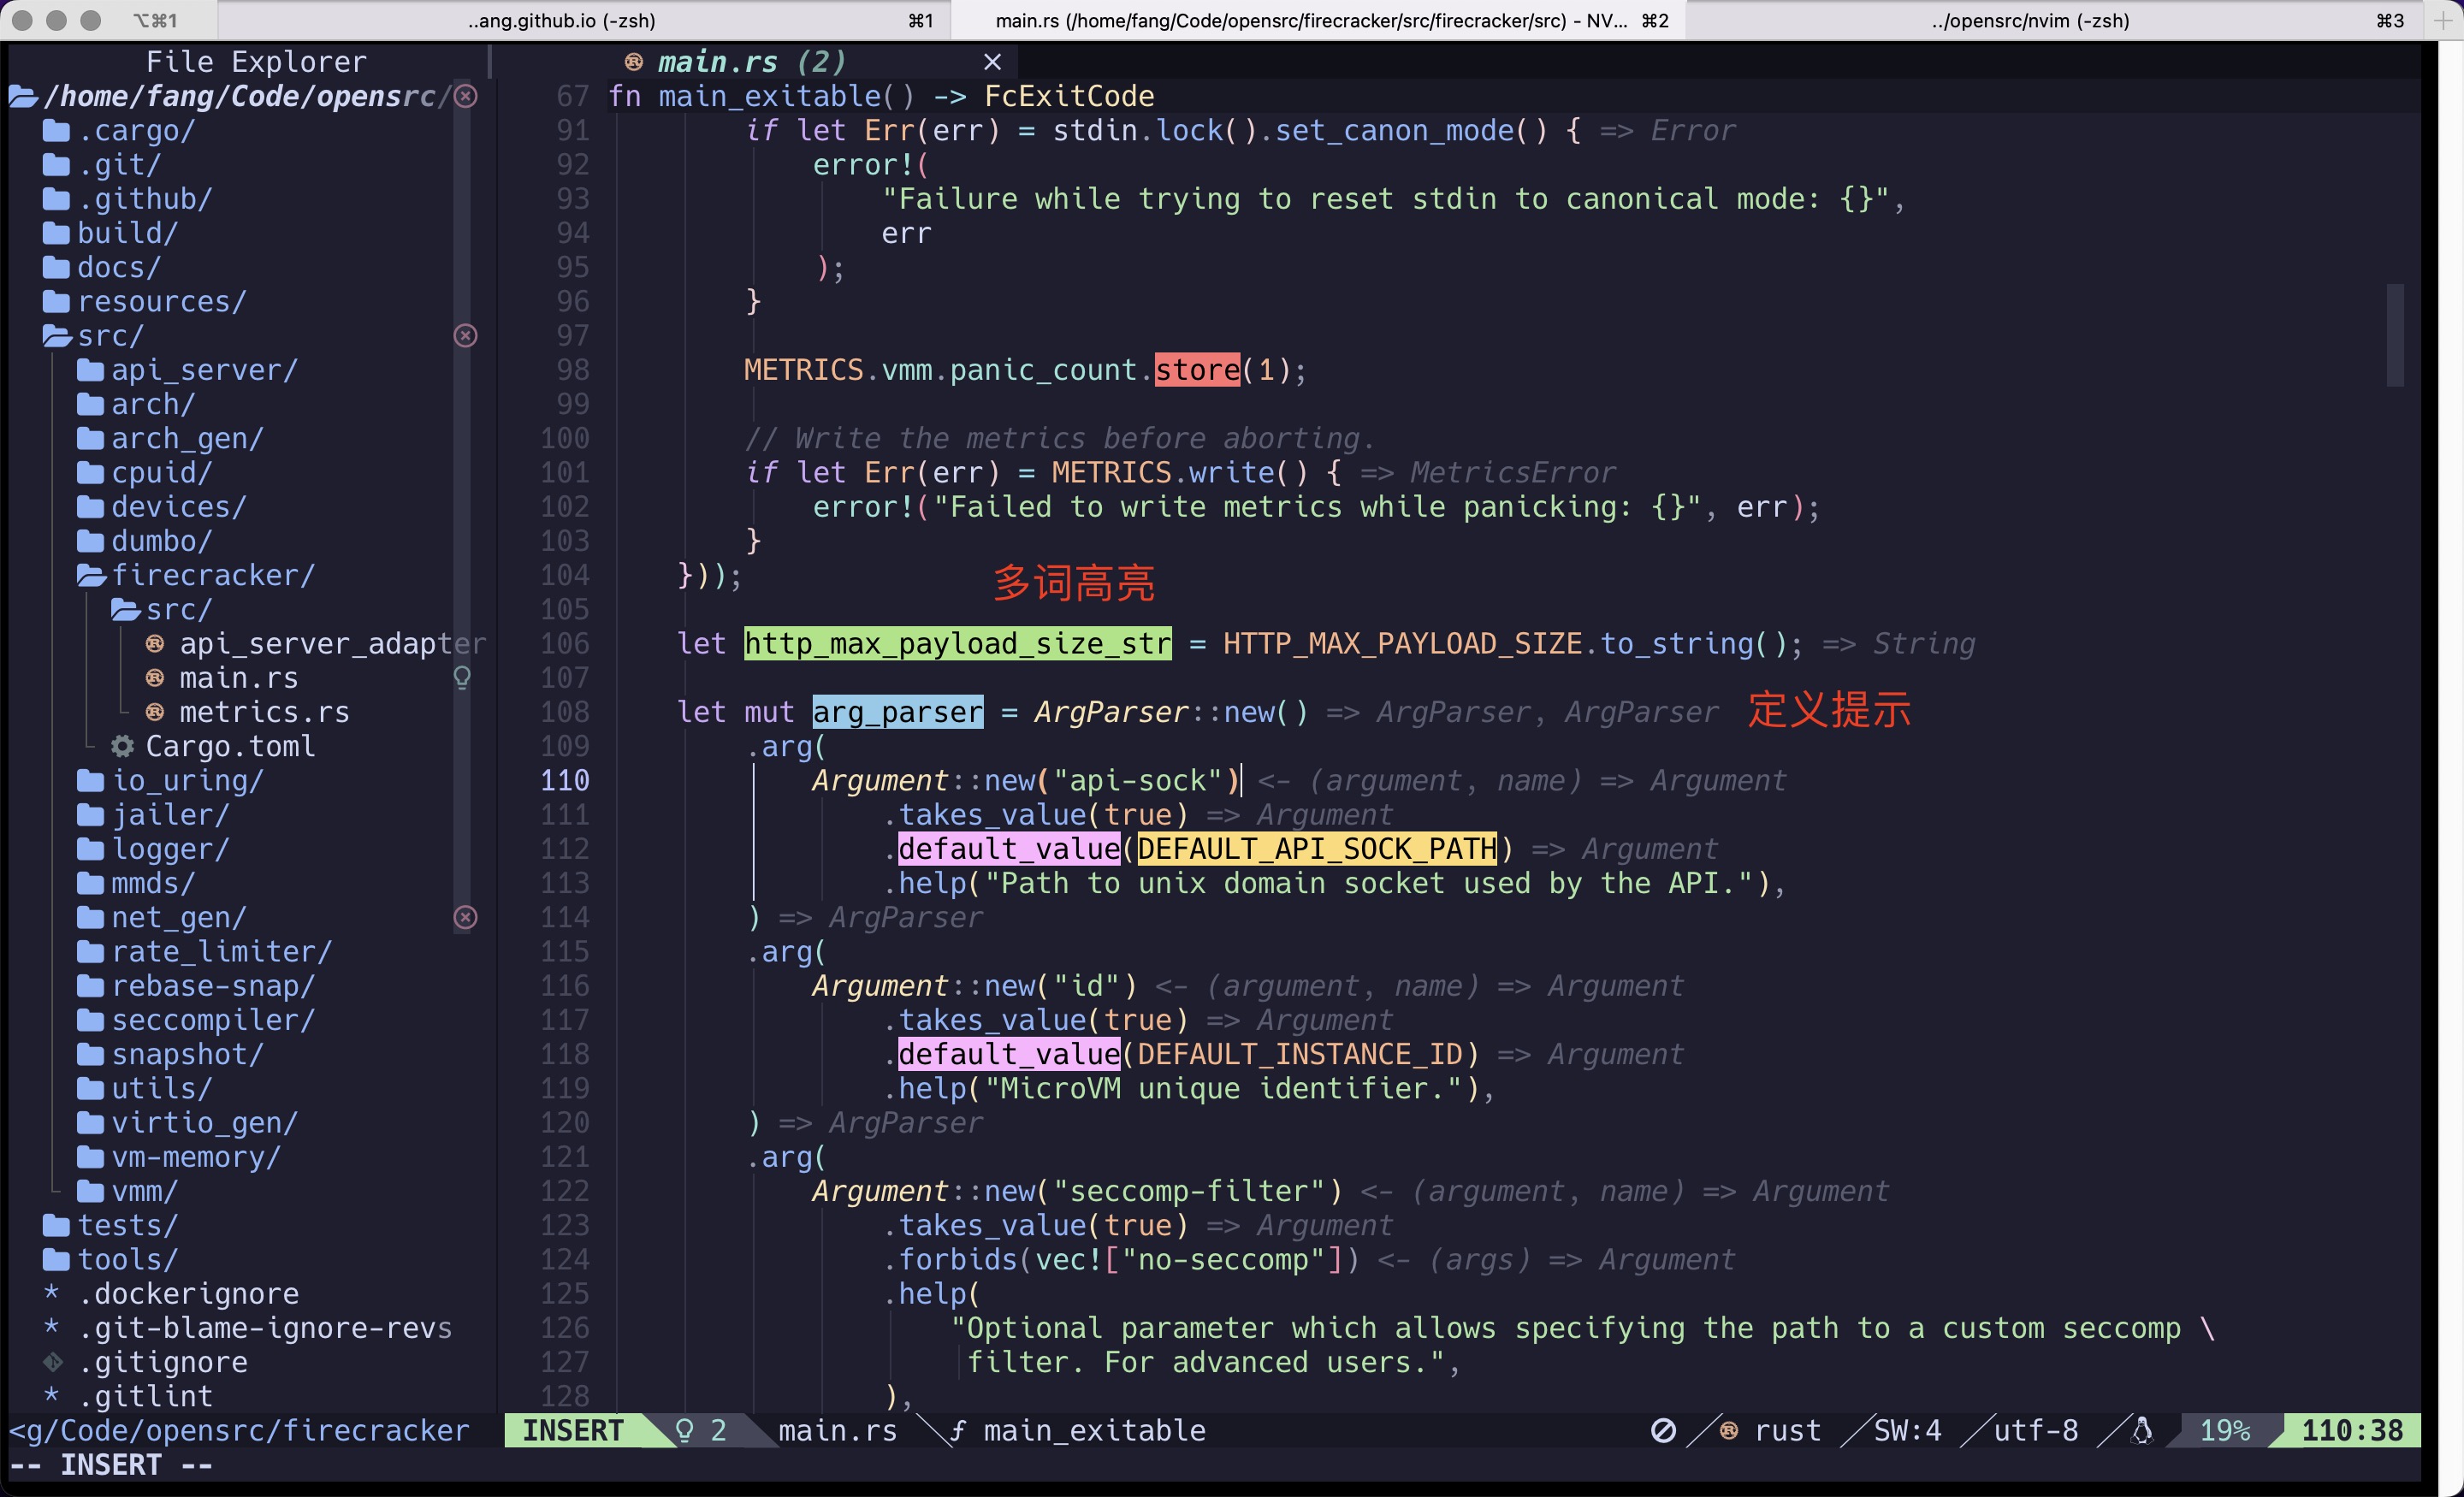 ⌥⌘1
..ang.github.io (-zsh) ⌘1
main.rs (/home/fang/Code/opensrc/firecracker/src/firecracker/src) - NV... ⌘2
../opensrc/nvim (-zsh) ⌘3
File Explorer
/home/fang/Code/opensrc/
.cargo/
.git/
.github/
build/
docs/
resources/
src/
api_server/
arch/
arch_gen/
cpuid/
devices/
dumbo/
firecracker/
src/
api_server_adapter
main.rs
metrics.rs
Cargo.toml
io_uring/
jailer/
logger/
mmds/
net_gen/
rate_limiter/
rebase-snap/
seccompiler/
snapshot/
utils/
virtio_gen/
vm-memory/
vmm/
tests/
tools/
* .dockerignore
* .git-blame-ignore-revs
.gitignore
* .gitlint
<g/Code/opensrc/firecracker
main.rs (2) ×
67 fn main_exitable() -> FcExitCode
91 if let Err(err) = stdin.lock().set_canon_mode() { => Error
92 error!(
93 "Failure while trying to reset stdin to canonical mode: {}",
94 err
95 );
96 }
97
98 METRICS.vmm.panic_count.store(1);
99
100 // Write the metrics before aborting.
101 if let Err(err) = METRICS.write() { => MetricsError
102 error!("Failed to write metrics while panicking: {}", err);
103 }
104 }));
多词高亮
105
106 let http_max_payload_size_str = HTTP_MAX_PAYLOAD_SIZE.to_string(); => String
107
108 let mut arg_parser = ArgParser::new() => ArgParser, ArgParser 定义提示
109 .arg(
110 Argument::new("api-sock") <- (argument, name) => Argument
111 .takes_value(true) => Argument
112 .default_value(DEFAULT_API_SOCK_PATH) => Argument
113 .help("Path to unix domain socket used by the API."),
114 ) => ArgParser
115 .arg(
116 Argument::new("id") <- (argument, name) => Argument
117 .takes_value(true) => Argument
118 .default_value(DEFAULT_INSTANCE_ID) => Argument
119 .help("MicroVM unique identifier."),
120 ) => ArgParser
121 .arg(
122 Argument::new("seccomp-filter") <- (argument, name) => Argument
123 .takes_value(true) => Argument
124 .forbids(vec!["no-seccomp"]) <- (args) => Argument
125 .help(
126 "Optional parameter which allows specifying the path to a custom seccomp \
127 filter. For advanced users.",
128 ),
INSERT 2 main.rs ƒ main_exitable rust SW:4 utf-8 19% 110:38
-- INSERT --